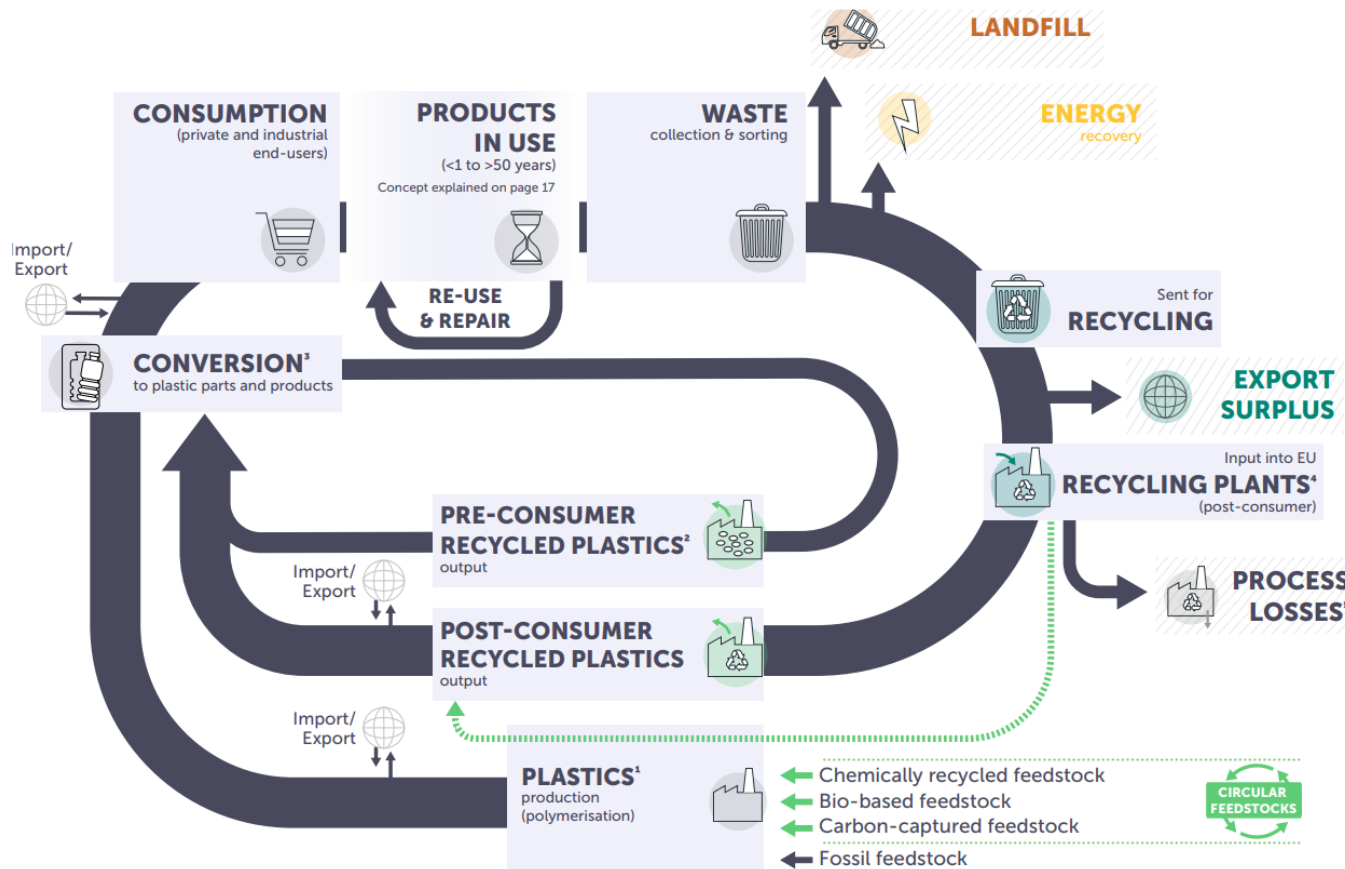 LANDFILL
ENERGY
recovery
CONSUMPTION
(private and industrial
end-users)
PRODUCTS
IN USE
(<1 to >50 years)
Concept explained on page 17
WASTE
collection & sorting
Import/
Export
RE-USE
& REPAIR
Sent for
RECYCLING
CONVERSION³
to plastic parts and products
EXPORT
SURPLUS
Input into EU
RECYCLING PLANTS⁴
(post-consumer)
PRE-CONSUMER
RECYCLED PLASTICS²
output
Import/
Export
PROCESS
LOSSES
POST-CONSUMER
RECYCLED PLASTICS
output
Import/
Export
PLASTICS¹
production
(polymerisation)
Chemically recycled feedstock
Bio-based feedstock
Carbon-captured feedstock
Fossil feedstock
CIRCULAR
FEEDSTOCKS